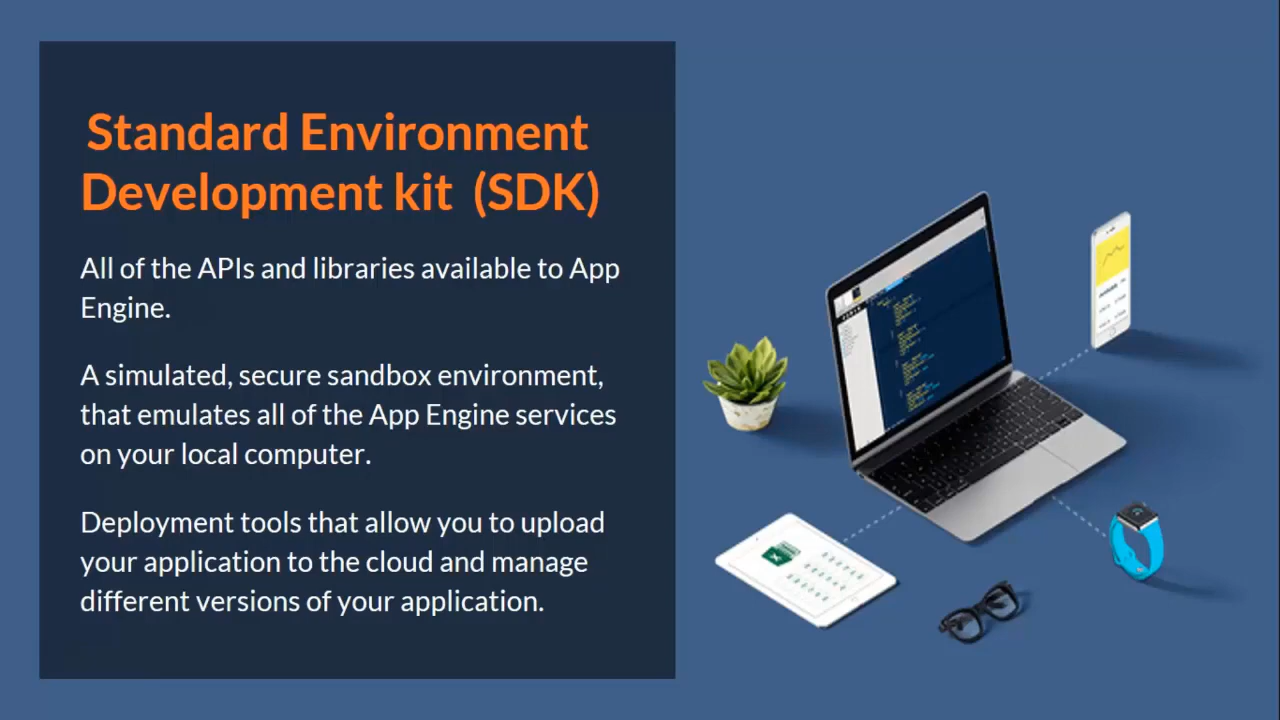 Standard Environment
Development kit (SDK)
All of the APIs and libraries available to App
Engine.
A simulated, secure sandbox environment,
that emulates all of the App Engine services
on your local computer.
Deployment tools that allow you to upload
your application to the cloud and manage
different versions of your application.